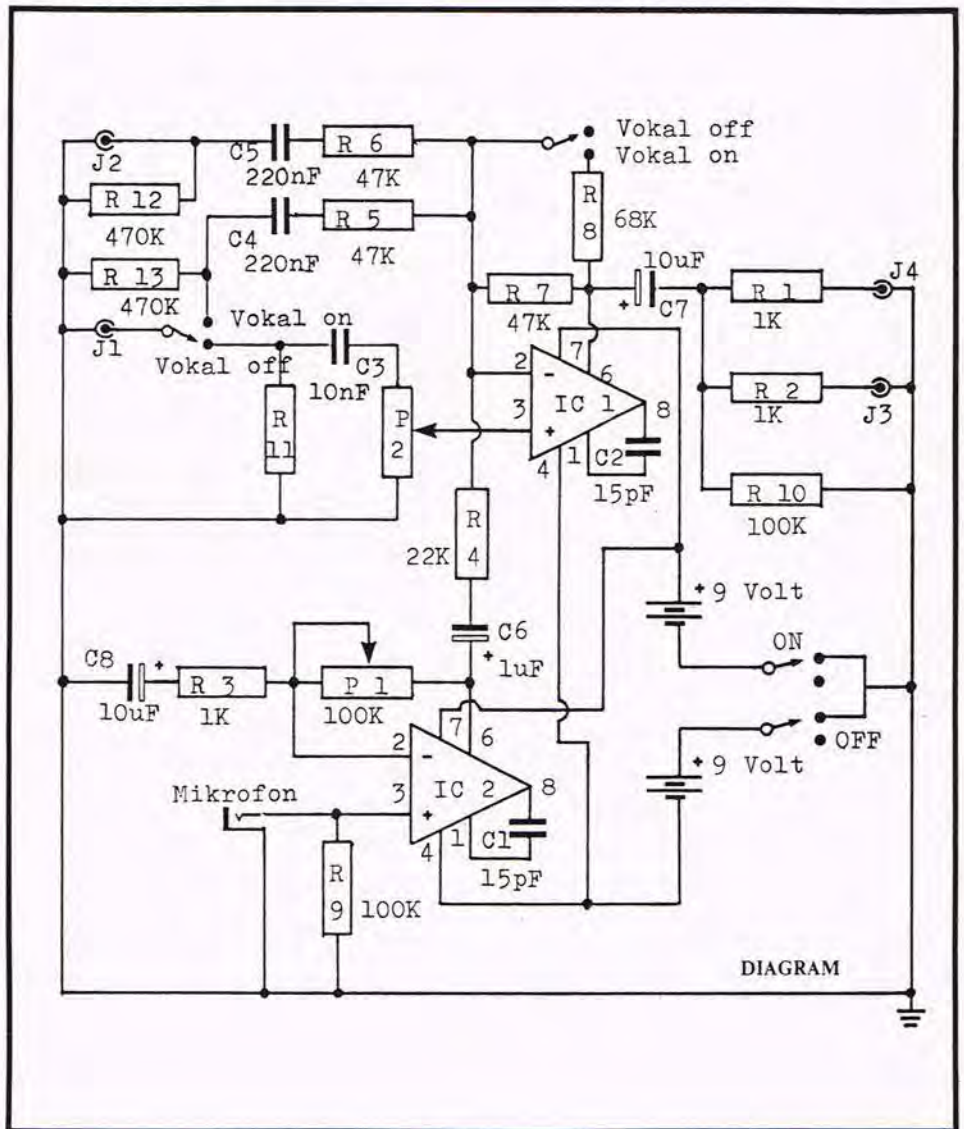 J2
C5
220nF
R 6
47K
Vokal off
Vokal on
R 12
470K
C4
220nF
R 5
47K
R 8
68K
R 13
470K
J1
Vokal on
Vokal off
C3
10nF
R 11
P 2
R 7
47K
10uF
+
C7
R 1
1K
J4
R 2
1K
J3
R 10
100K
2
-
3
+
IC 1
7
6
8
4
1
C2
15pF
R 4
22K
C6
+
1uF
+ 9 Volt
ON
OFF
+ 9 Volt
C8
+
10uF
R 3
1K
P 1
100K
7
6
2
-
3
+
IC 2
8
4
1
C1
15pF
Mikrofon
R 9
100K
DIAGRAM